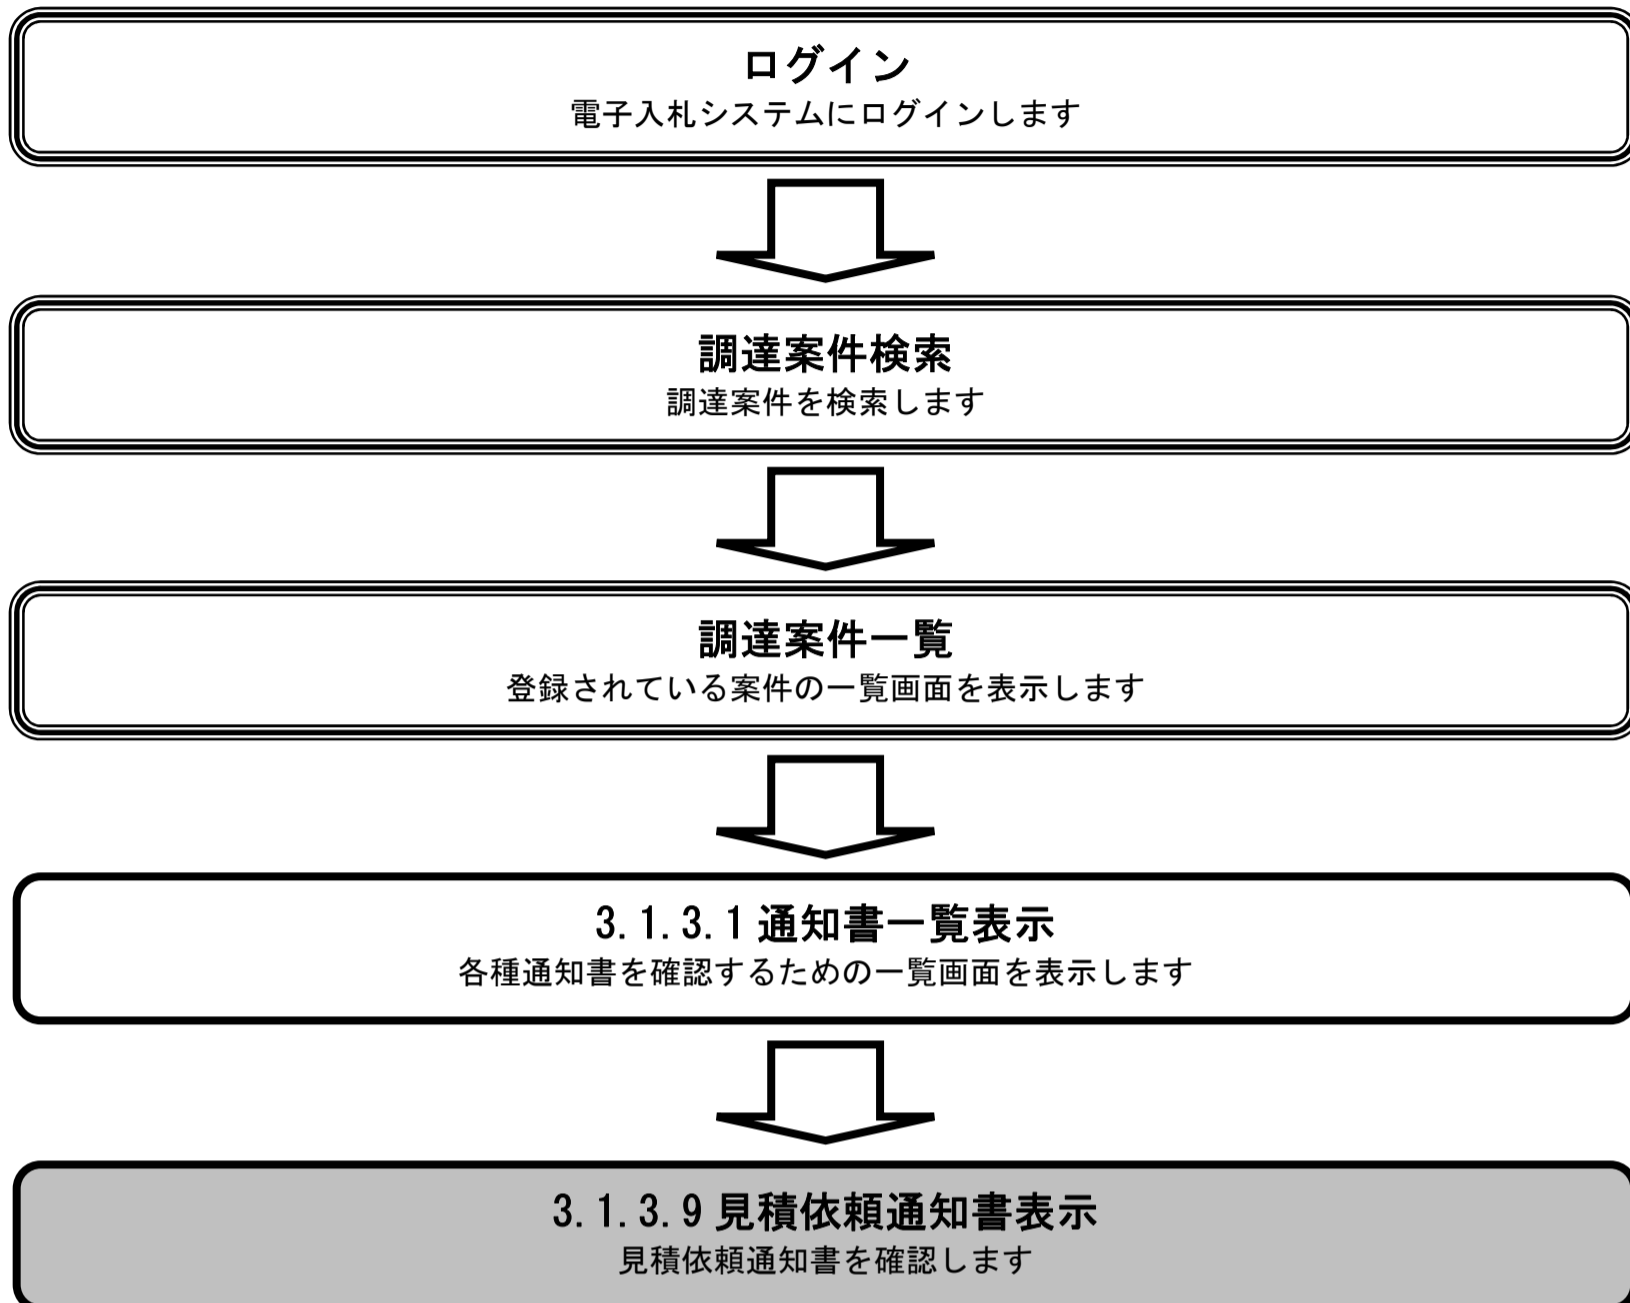 ログイン
電子入札システムにログインします
調達案件検索
調達案件を検索します
調達案件一覧
登録されている案件の一覧画面を表示します
3.1.3.1 通知書一覧表示
各種通知書を確認するための一覧画面を表示します
3.1.3.9 見積依頼通知書表示
見積依頼通知書を確認します